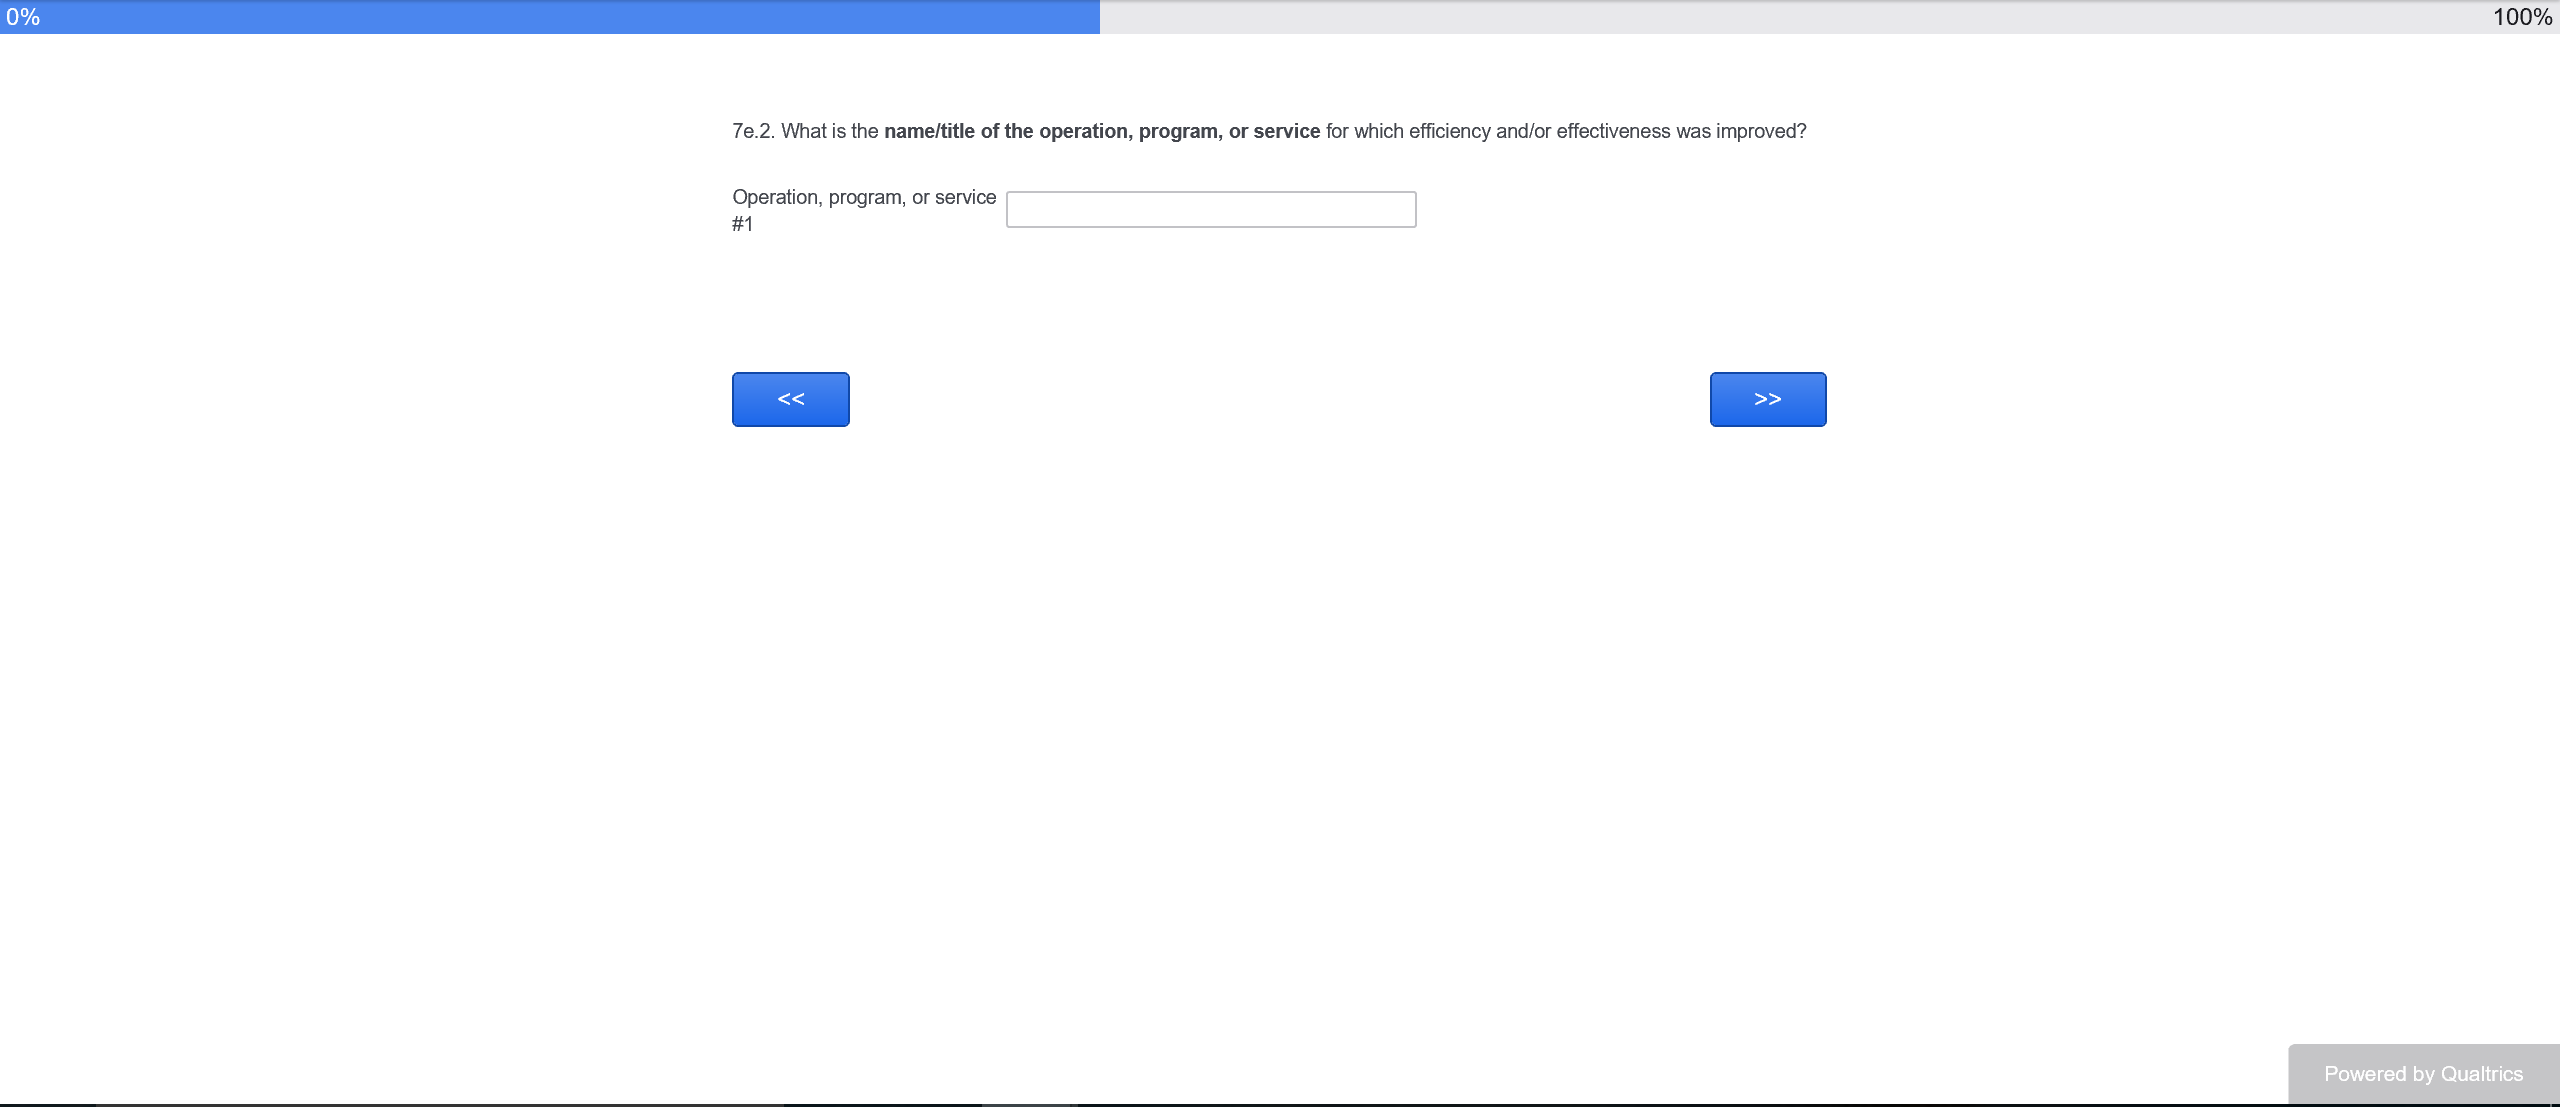 0%
100%
7e.2. What is the name/title of the operation, program, or service for which efficiency and/or effectiveness was improved?
Operation, program, or service
#1
<<
>>
Powered by Qualtrics